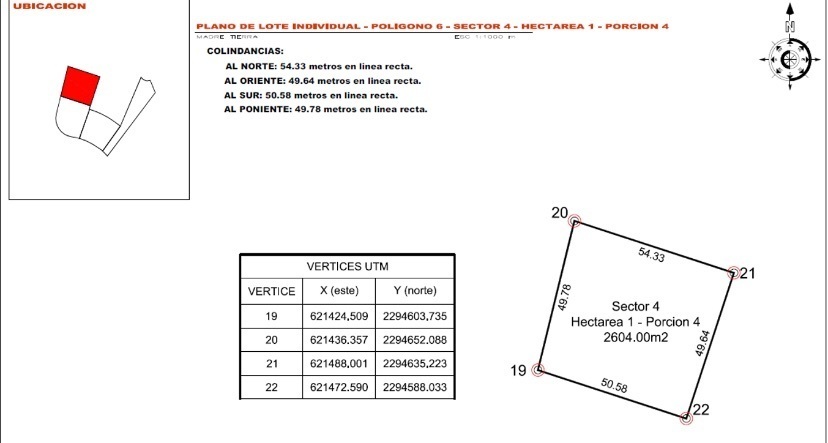 UBICACION
PLANO DE LOTE INDIVIDUAL - POLIGONO 6 - SECTOR 4 - HECTAREA 1 - PORCION 4
MADRE TIERRA ESC 1:1000 m
COLINDANCIAS:
AL NORTE: 54.33 metros en linea recta.
AL ORIENTE: 49.64 metros en linea recta.
AL SUR: 50.58 metros en linea recta.
AL PONIENTE: 49.78 metros en linea recta.
N
VERTICES UTM
VERTICE X (este) Y (norte)
19 621424,509 2294603,735
20 621436.357 2294652.088
21 621488,001 2294635,223
22 621472.590 2294588.033
20
54.33
21
49.78
Sector 4
Hectarea 1 - Porcion 4
2604.00m2
49.64
19
50.58
22